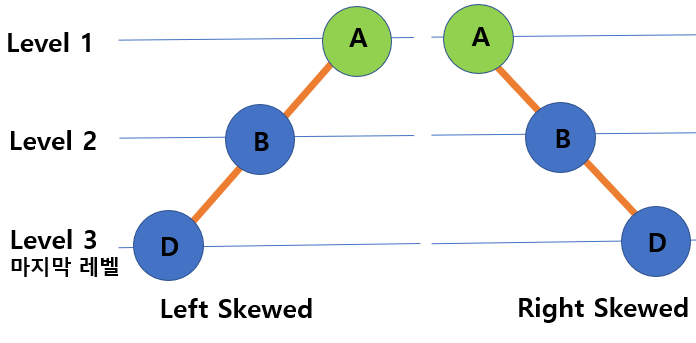 Level 1
A
A
Level 2
B
B
Level 3
마지막 레벨
D
D
Left Skewed
Right Skewed